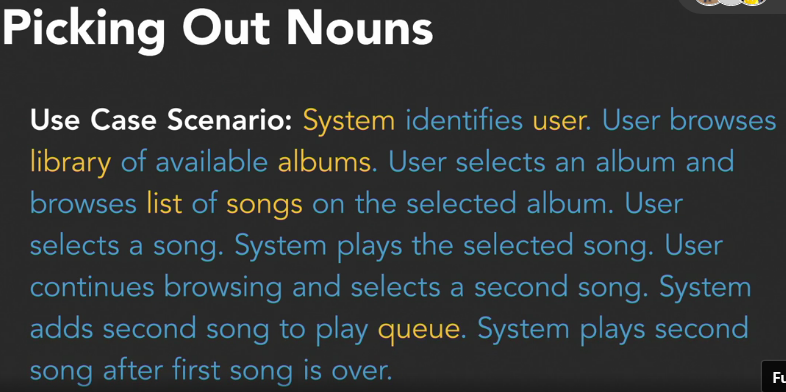 Picking Out Nouns
Use Case Scenario: System identifies user. User browses
library of available albums. User selects an album and
browses list of songs on the selected album. User
selects a song. System plays the selected song. User
continues browsing and selects a second song. System
adds second song to play queue. System plays second
song after first song is over.